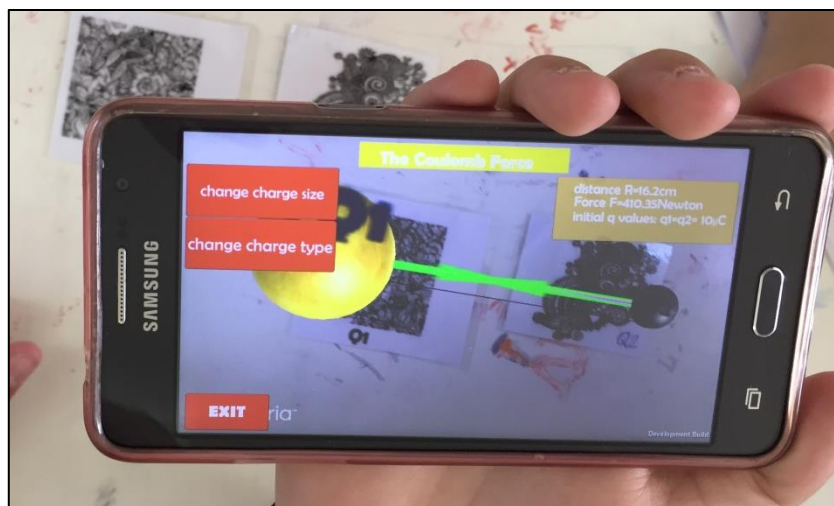 The Coulomb Force
change charge size
change charge type
distance R=16.2cm
Force F=410.35Newton
initial q values: q1=q2= 10μC
Q1
Q1
Q2
EXIT
ria™
Development Build
SAMSUNG